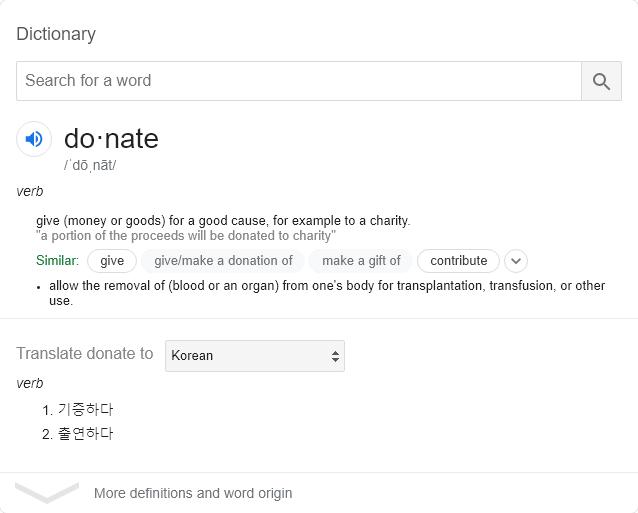 Dictionary
Search for a word
do·nate
/ˈdōˌnāt/
verb
give (money or goods) for a good cause, for example to a charity.
"a portion of the proceeds will be donated to charity"
Similar: give give/make a donation of make a gift of contribute
• allow the removal of (blood or an organ) from one's body for transplantation, transfusion, or other
use.
Translate donate to Korean
verb
1. 기증하다
2. 출연하다
More definitions and word origin